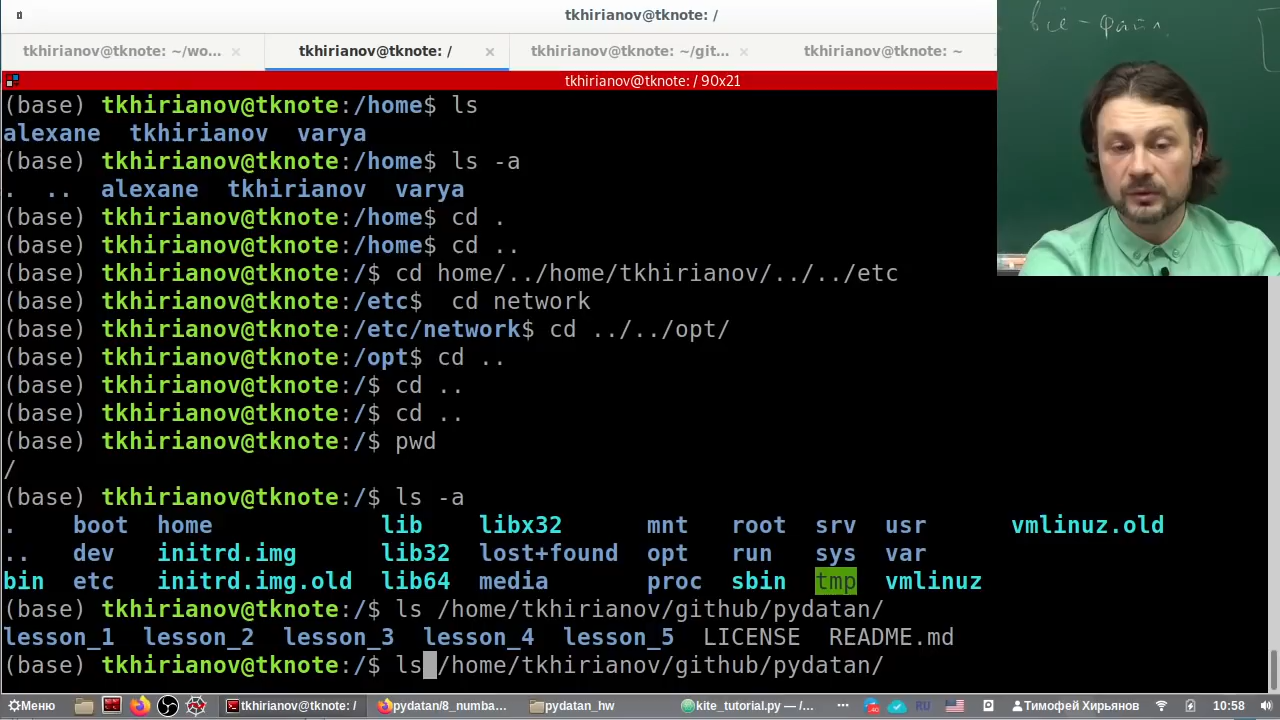 tkhirianov@tknote: /
tkhirianov@tknote: ~/wo... × tkhirianov@tknote: / × tkhirianov@tknote: ~/git... × tkhirianov@tknote: ~
tkhirianov@tknote: / 90x21
всё - файл.
(base) tkhirianov@tknote:/home$ ls
alexane tkhirianov varya
(base) tkhirianov@tknote:/home$ ls -a
. .. alexane tkhirianov varya
(base) tkhirianov@tknote:/home$ cd .
(base) tkhirianov@tknote:/home$ cd ..
(base) tkhirianov@tknote:/$ cd home/../home/tkhirianov/../../etc
(base) tkhirianov@tknote:/etc$ cd network
(base) tkhirianov@tknote:/etc/network$ cd ../../opt/
(base) tkhirianov@tknote:/opt$ cd ..
(base) tkhirianov@tknote:/$ cd ..
(base) tkhirianov@tknote:/$ cd ..
(base) tkhirianov@tknote:/$ pwd
/
(base) tkhirianov@tknote:/$ ls -a
. boot home lib libx32 mnt root srv usr vmlinuz.old
.. dev initrd.img lib32 lost+found opt run sys var
bin etc initrd.img.old lib64 media proc sbin tmp vmlinuz
(base) tkhirianov@tknote:/$ ls /home/tkhirianov/github/pydatan/
lesson_1 lesson_2 lesson_3 lesson_4 lesson_5 LICENSE README.md
(base) tkhirianov@tknote:/$ ls /home/tkhirianov/github/pydatan/
Меню tkhirianov@tknote: / pydatan/8_numba... pydatan_hw kite_tutorial.py — /... ... RU Тимофей Хирьянов 10:58